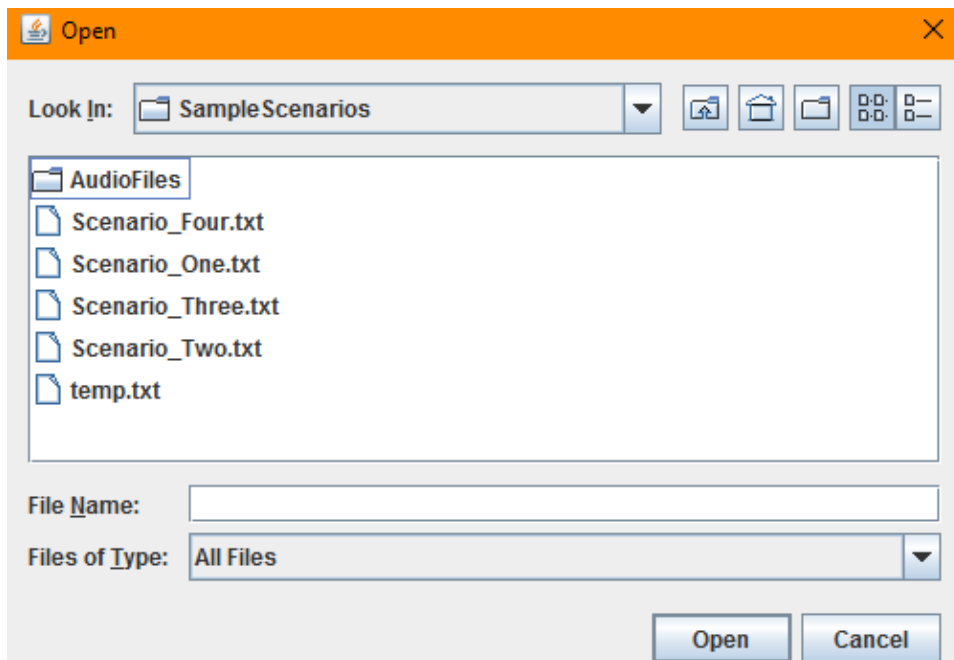 Open
Look In: SampleScenarios
AudioFiles
Scenario_Four.txt
Scenario_One.txt
Scenario_Three.txt
Scenario_Two.txt
temp.txt
File Name:
Files of Type: All Files
Open Cancel